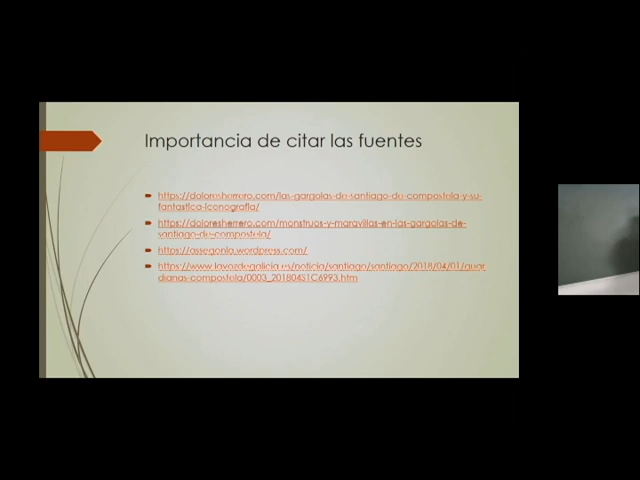 Importancia de citar las fuentes
https://doloresherrero.com/las-gargolas-de-santiago-de-compostela-y-su-
fantastica-iconografia/
https://doloresherrero.com/monstruos-y-maravillas-en-las-gargolas-de-
santiago-de-compostela/
https://assegonia.wordpress.com/
https://www.lavozdegalicia.es/noticia/santiago/santiago/2018/04/01/guar
dianas-compostela/0003_201804S1C6993.htm